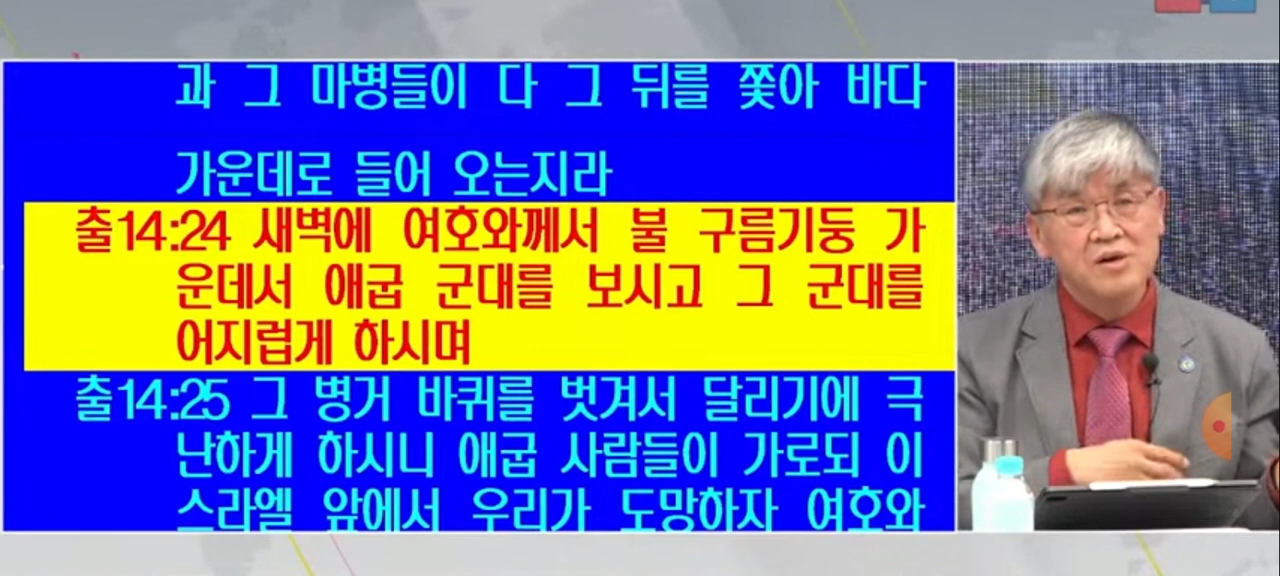 과 그 마병들이 다 그 뒤를 쫓아 바다
가운데로 들어 오는지라
출14:24 새벽에 여호와께서 불 구름기둥 가
운데서 애굽 군대를 보시고 그 군대를
어지럽게 하시며
출14:25 그 병거 바퀴를 벗겨서 달리기에 극
난하게 하시니 애굽 사람들이 가로되 이
스라엘 앞에서 우리가 도망하자 여호와